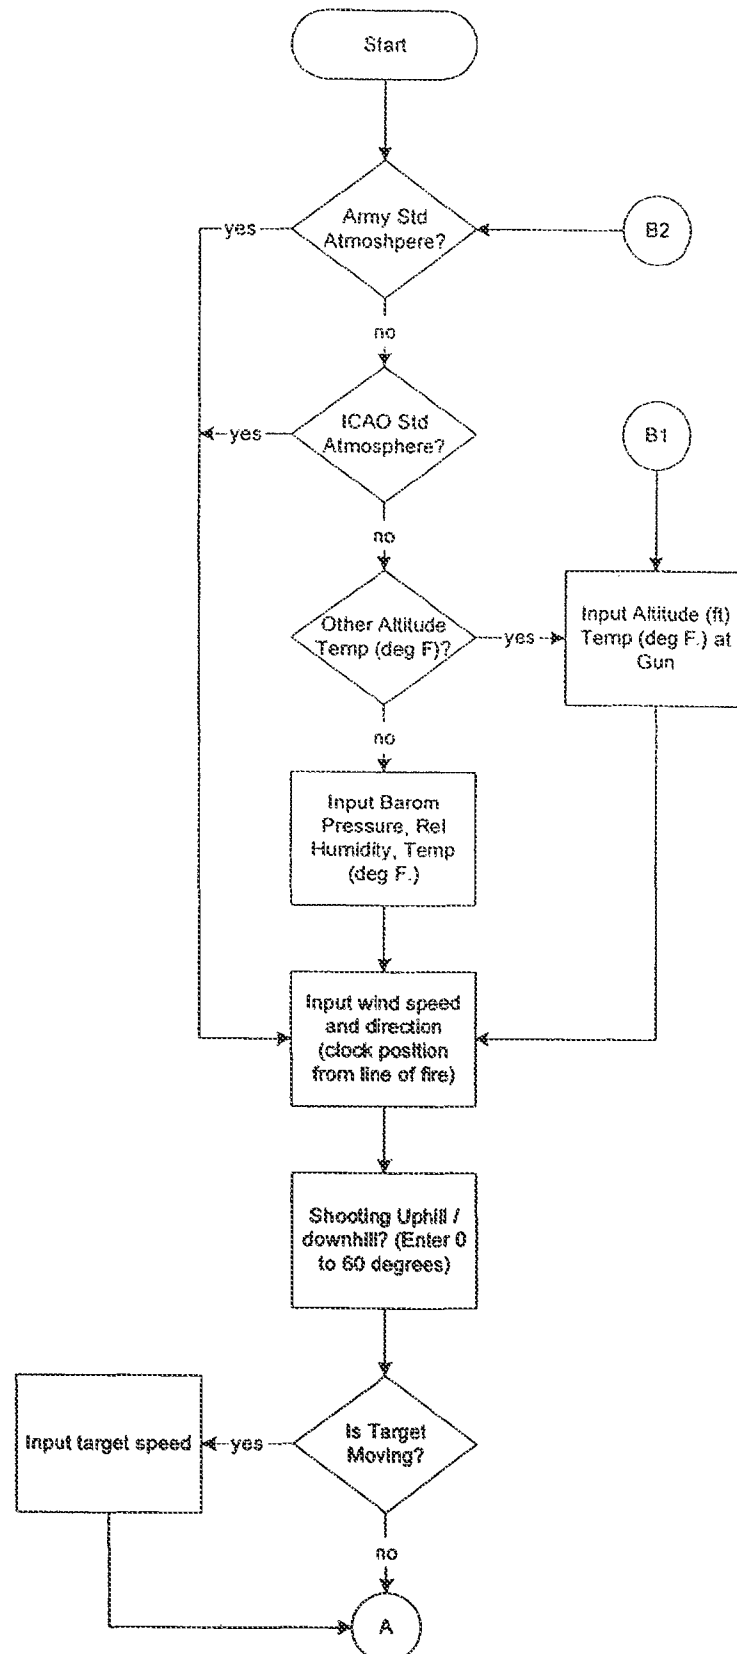 Start
Army Std
Atmoshpere?
yes
B2
no
ICAO Std
Atmosphere?
yes
B1
no
Other Altitude
Temp (deg F)?
yes
Input Altitude (ft)
Temp (deg F.) at
Gun
no
Input Barom
Pressure, Rel
Humidity, Temp
(deg F.)
Input wind speed
and direction
(clock position
from line of fire)
Shooting Uphill /
downhill? (Enter 0
to 60 degrees)
Is Target
Moving?
yes
Input target speed
no
A